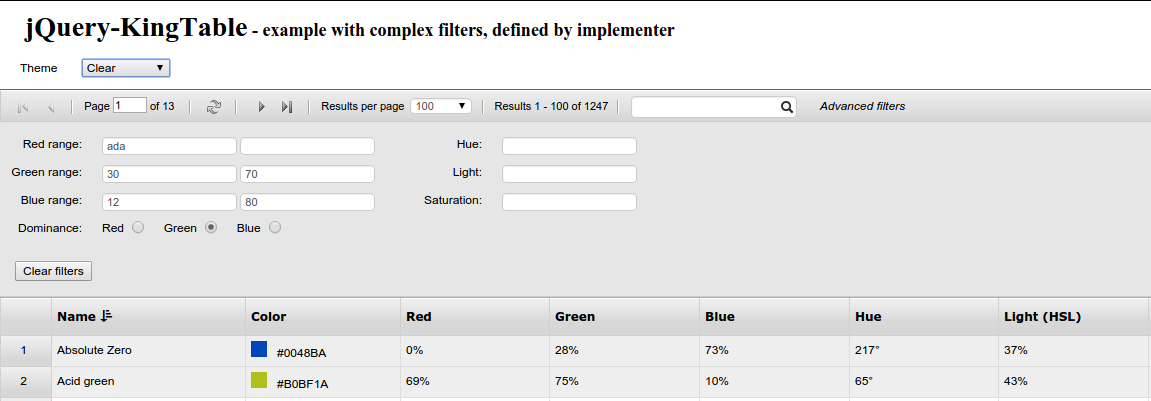 jQuery-KingTable - example with complex filters, defined by implementer
Theme Clear
Page 1 of 13 Results per page 100 Results 1 - 100 of 1247 Advanced filters
Red range: ada Hue:
Green range: 30 70 Light:
Blue range: 12 80 Saturation:
Dominance: Red Green Blue
Clear filters
Name Color Red Green Blue Hue Light (HSL)
1 Absolute Zero #0048BA 0% 28% 73% 217° 37%
2 Acid green #B0BF1A 69% 75% 10% 65° 43%